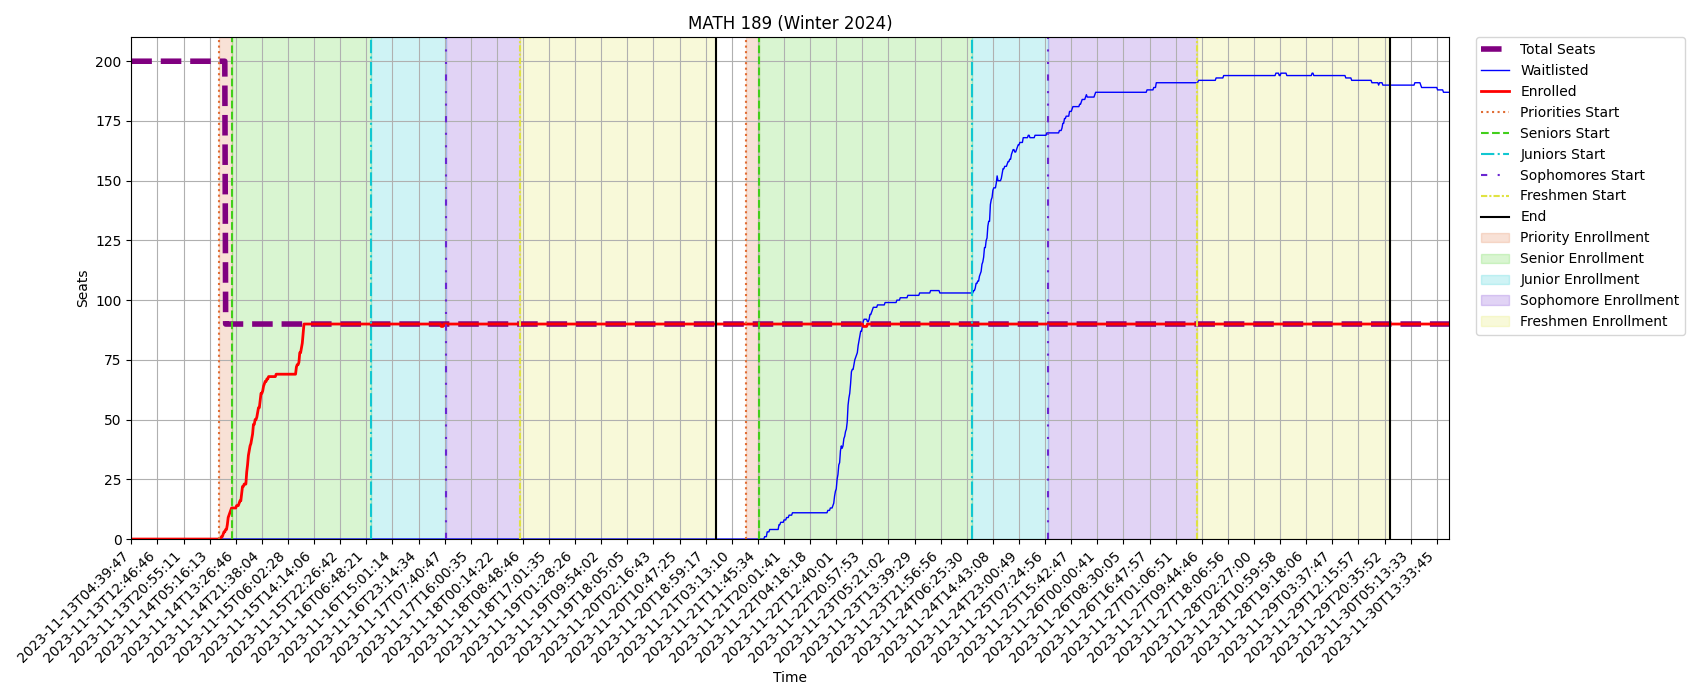 MATH 189 (Winter 2024)
Seats
200
175
150
125
100
75
50
25
0
2023-11-13T04:39:47
2023-11-13T12:46:46
2023-11-13T20:55:11
2023-11-14T05:16:13
2023-11-14T13:26:46
2023-11-14T21:38:04
2023-11-15T06:02:28
2023-11-15T14:14:06
2023-11-15T22:26:42
2023-11-16T06:48:21
2023-11-16T15:01:14
2023-11-16T23:14:34
2023-11-17T07:40:47
2023-11-17T16:00:35
2023-11-18T00:14:22
2023-11-18T08:48:46
2023-11-18T17:01:35
2023-11-19T01:28:26
2023-11-19T09:54:02
2023-11-19T18:05:05
2023-11-20T02:16:43
2023-11-20T10:47:25
2023-11-20T18:59:17
2023-11-21T03:13:10
2023-11-21T11:45:34
2023-11-21T20:01:41
2023-11-22T04:18:18
2023-11-22T12:40:01
2023-11-22T20:57:53
2023-11-23T05:21:02
2023-11-23T13:39:29
2023-11-23T21:56:56
2023-11-24T06:25:30
2023-11-24T14:43:08
2023-11-24T23:00:49
2023-11-25T07:24:56
2023-11-25T15:42:47
2023-11-26T00:00:41
2023-11-26T08:30:05
2023-11-26T16:47:57
2023-11-27T01:06:51
2023-11-27T09:44:46
2023-11-27T18:06:56
2023-11-28T02:27:00
2023-11-28T10:59:58
2023-11-28T19:18:06
2023-11-29T03:37:47
2023-11-29T12:15:57
2023-11-29T20:35:52
2023-11-30T05:13:33
2023-11-30T13:33:45
Time
Total Seats
Waitlisted
Enrolled
Priorities Start
Seniors Start
Juniors Start
Sophomores Start
Freshmen Start
End
Priority Enrollment
Senior Enrollment
Junior Enrollment
Sophomore Enrollment
Freshmen Enrollment